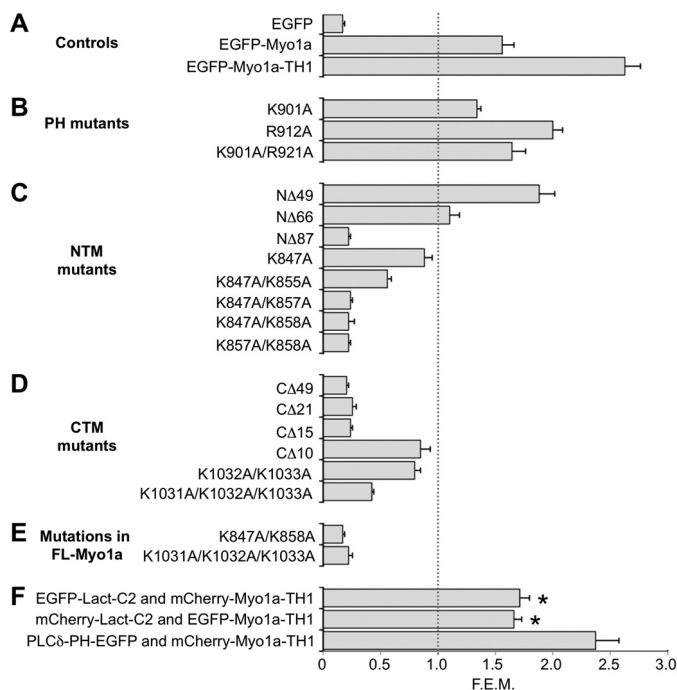 A
Controls
EGFP
EGFP-Myo1a
EGFP-Myo1a-TH1
B
PH mutants
K901A
R912A
K901A/R921A
C
NTM
mutants
NΔ49
NΔ66
NΔ87
K847A
K847A/K855A
K847A/K857A
K847A/K858A
K857A/K858A
D
CTM
mutants
CΔ49
CΔ21
CΔ15
CΔ10
K1032A/K1033A
K1031A/K1032A/K1033A
E
Mutations in
FL-Myo1a
K847A/K858A
K1031A/K1032A/K1033A
F
EGFP-Lact-C2 and mCherry-Myo1a-TH1 *
mCherry-Lact-C2 and EGFP-Myo1a-TH1 *
PLCδ-PH-EGFP and mCherry-Myo1a-TH1
0 0.5 1.0 1.5 2.0 2.5 3.0
F.E.M.